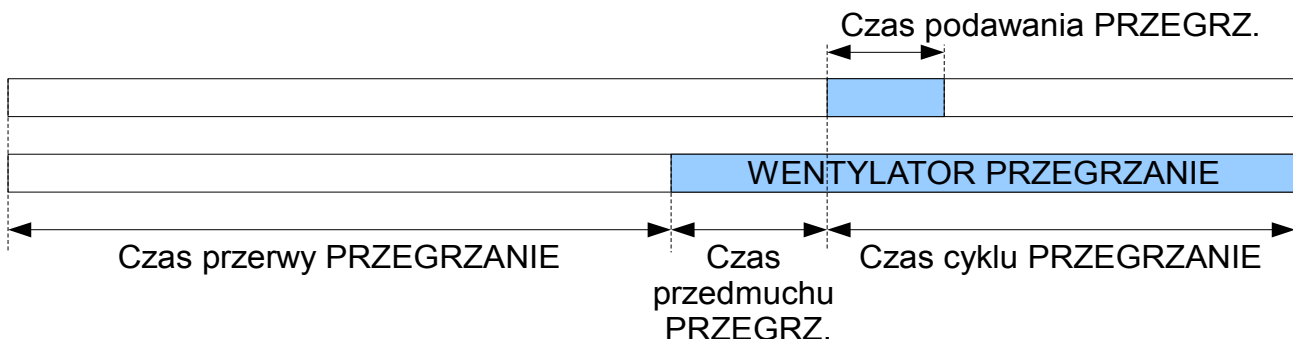 Czas podawania PRZEGRZ.
WENTYLATOR PRZEGRZANIE
Czas przerwy PRZEGRZANIE
Czas
przedmuchu
PRZEGRZ.
Czas cyklu PRZEGRZANIE